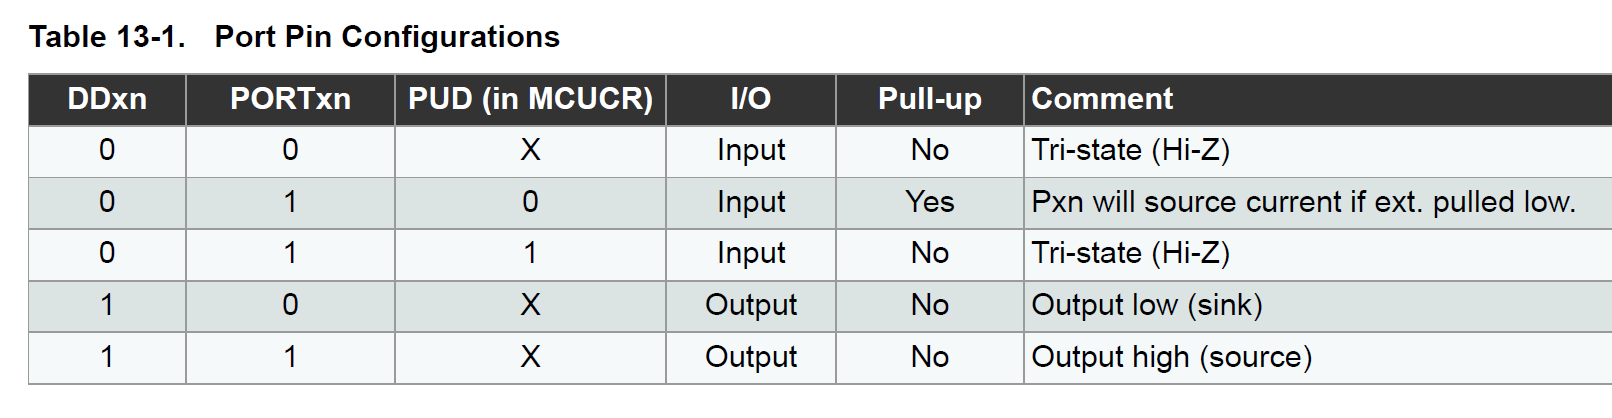 Table 13-1. Port Pin Configurations
DDxn PORTxn PUD (in MCUCR) I/O Pull-up Comment
0 0 X Input No Tri-state (Hi-Z)
0 1 0 Input Yes Pxn will source current if ext. pulled low.
0 1 1 Input No Tri-state (Hi-Z)
1 0 X Output No Output low (sink)
1 1 X Output No Output high (source)